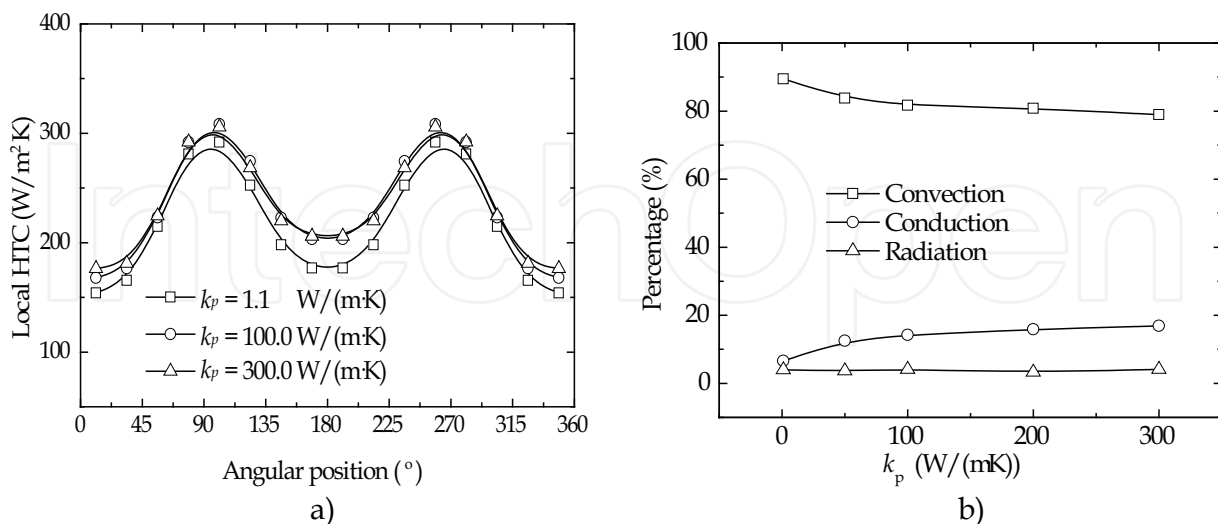 400
300
200
100
Local HTC (W/m² K)
kₚ = 1.1 W/(m·K)
kₚ = 100.0 W/(m·K)
kₚ = 300.0 W/(m·K)
0 45 90 135 180 225 270 315 360
Angular position (°)
a)
100
80
60
40
20
0
Percentage (%)
Convection
Conduction
Radiation
0 100 200 300
kₚ (W/(mK))
b)
IntechOpen